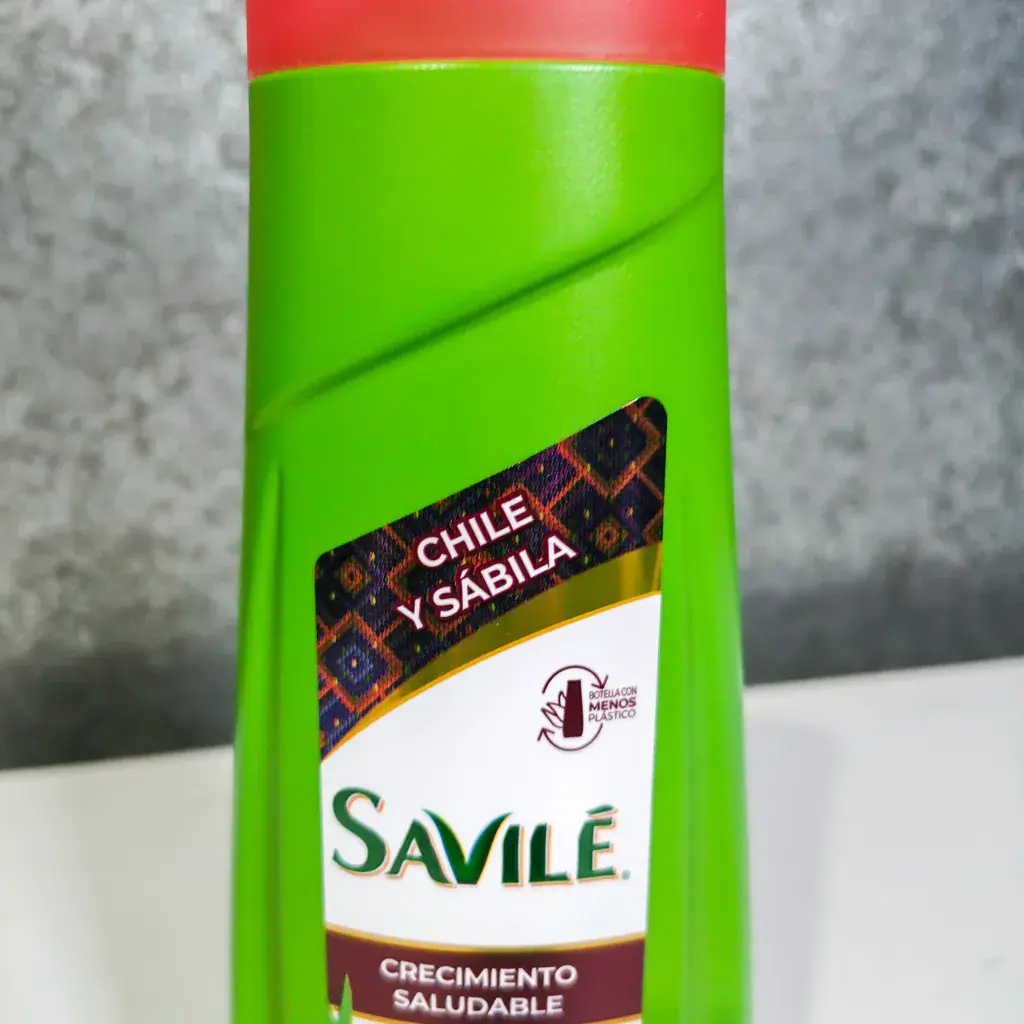 CHILE
Y SÁBILA
BOTELLA CON
MENOS
PLÁSTICO
SAVILÉ
CRECIMIENTO
SALUDABLE